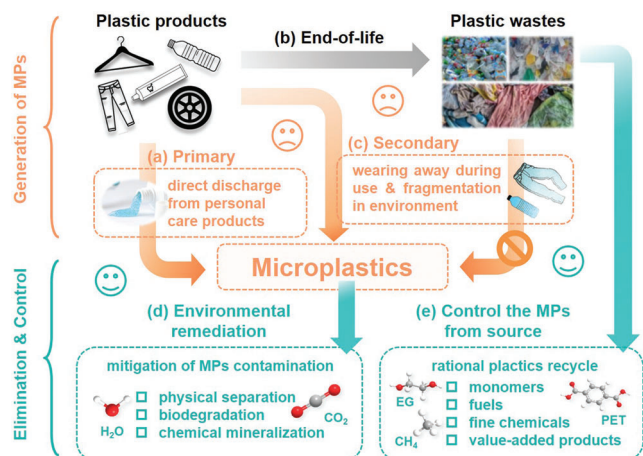 Plastic products
(b) End-of-life
Plastic wastes
Generation of MPs
(a) Primary
direct discharge
from personal
care products
(c) Secondary
wearing away during
use & fragmentation
in environment
Microplastics
Elimination & Control
(d) Environmental
remediation
mitigation of MPs contamination
physical separation
biodegradation
chemical mineralization
H2O
CO2
(e) Control the MPs
from source
rational plactics recycle
monomers
fuels
fine chemicals
value-added products
EG
CH4
PET